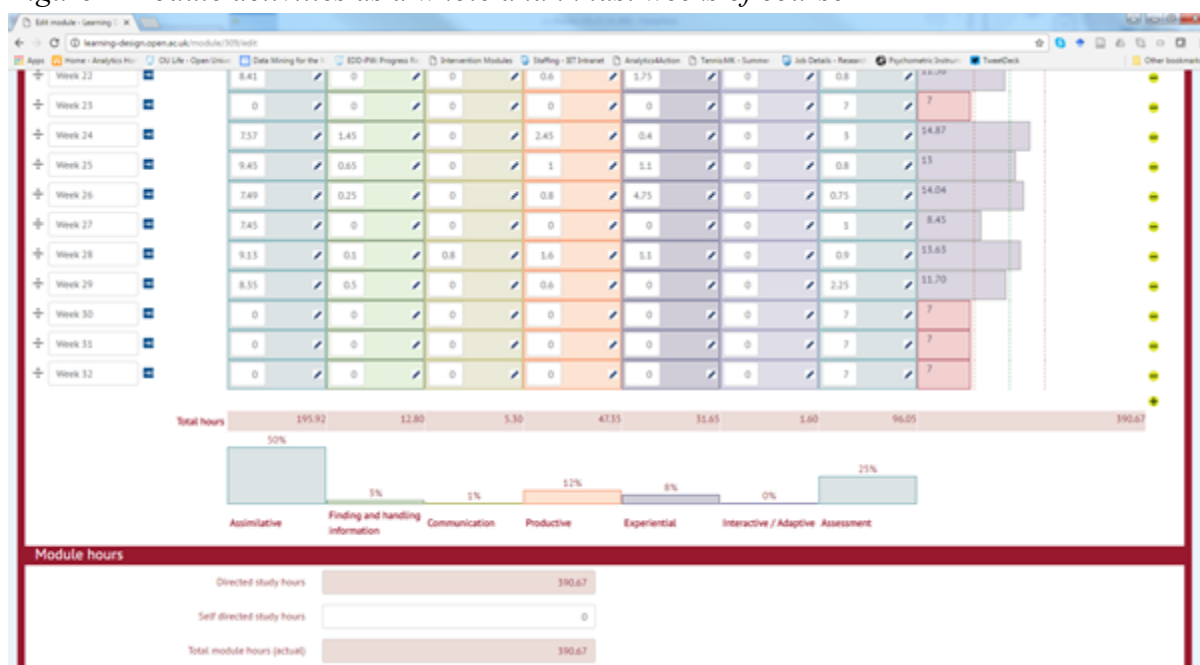 Edit module - Learning
learning-design.open.ac.uk/module/309/edit
Apps Home - Analytics OU Life - Open Univ Data Mining for the EDD-PW: Progress Intervention Modules Staffing - IET Intranet Analytics4Action TennisMK - Summer Job Details - Resear Psychometric Instrum TweetDeck Other bookmark
Week 22 8.41 0 0 0.6 1.75 0 0.8
Week 23 0 0 0 0 0 0 7 7
Week 24 7.57 1.45 0 2.45 0.4 0 3 14.87
Week 25 9.45 0.65 0 1 1.1 0 0.8 13
Week 26 7.49 0.25 0 0.8 4.75 0 0.75 14.04
Week 27 7.45 0 0 0 0 0 1 8.45
Week 28 9.13 0.1 0.8 1.6 1.1 0 0.9 13.63
Week 29 8.35 0.5 0 0.6 0 0 2.25 11.70
Week 30 0 0 0 0 0 0 7 7
Week 31 0 0 0 0 0 0 7 7
Week 32 0 0 0 0 0 0 7 7
Total hours 195.92 12.80 5.30 47.35 31.65 1.60 96.05 390.67
50% 3% 1% 12% 8% 0% 25%
Assimilative Finding and handling information Communication Productive Experiential Interactive / Adaptive Assessment
Module hours
Directed study hours 390.67
Self directed study hours 0
Total module hours (actual) 390.67